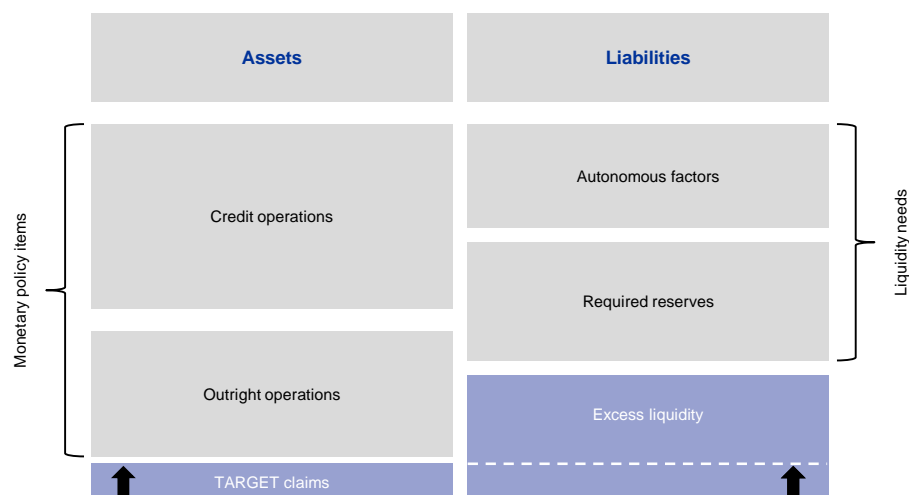 Assets
Liabilities
Monetary policy items
Credit operations
Autonomous factors
Required reserves
Liquidity needs
Outright operations
Excess liquidity
TARGET claims